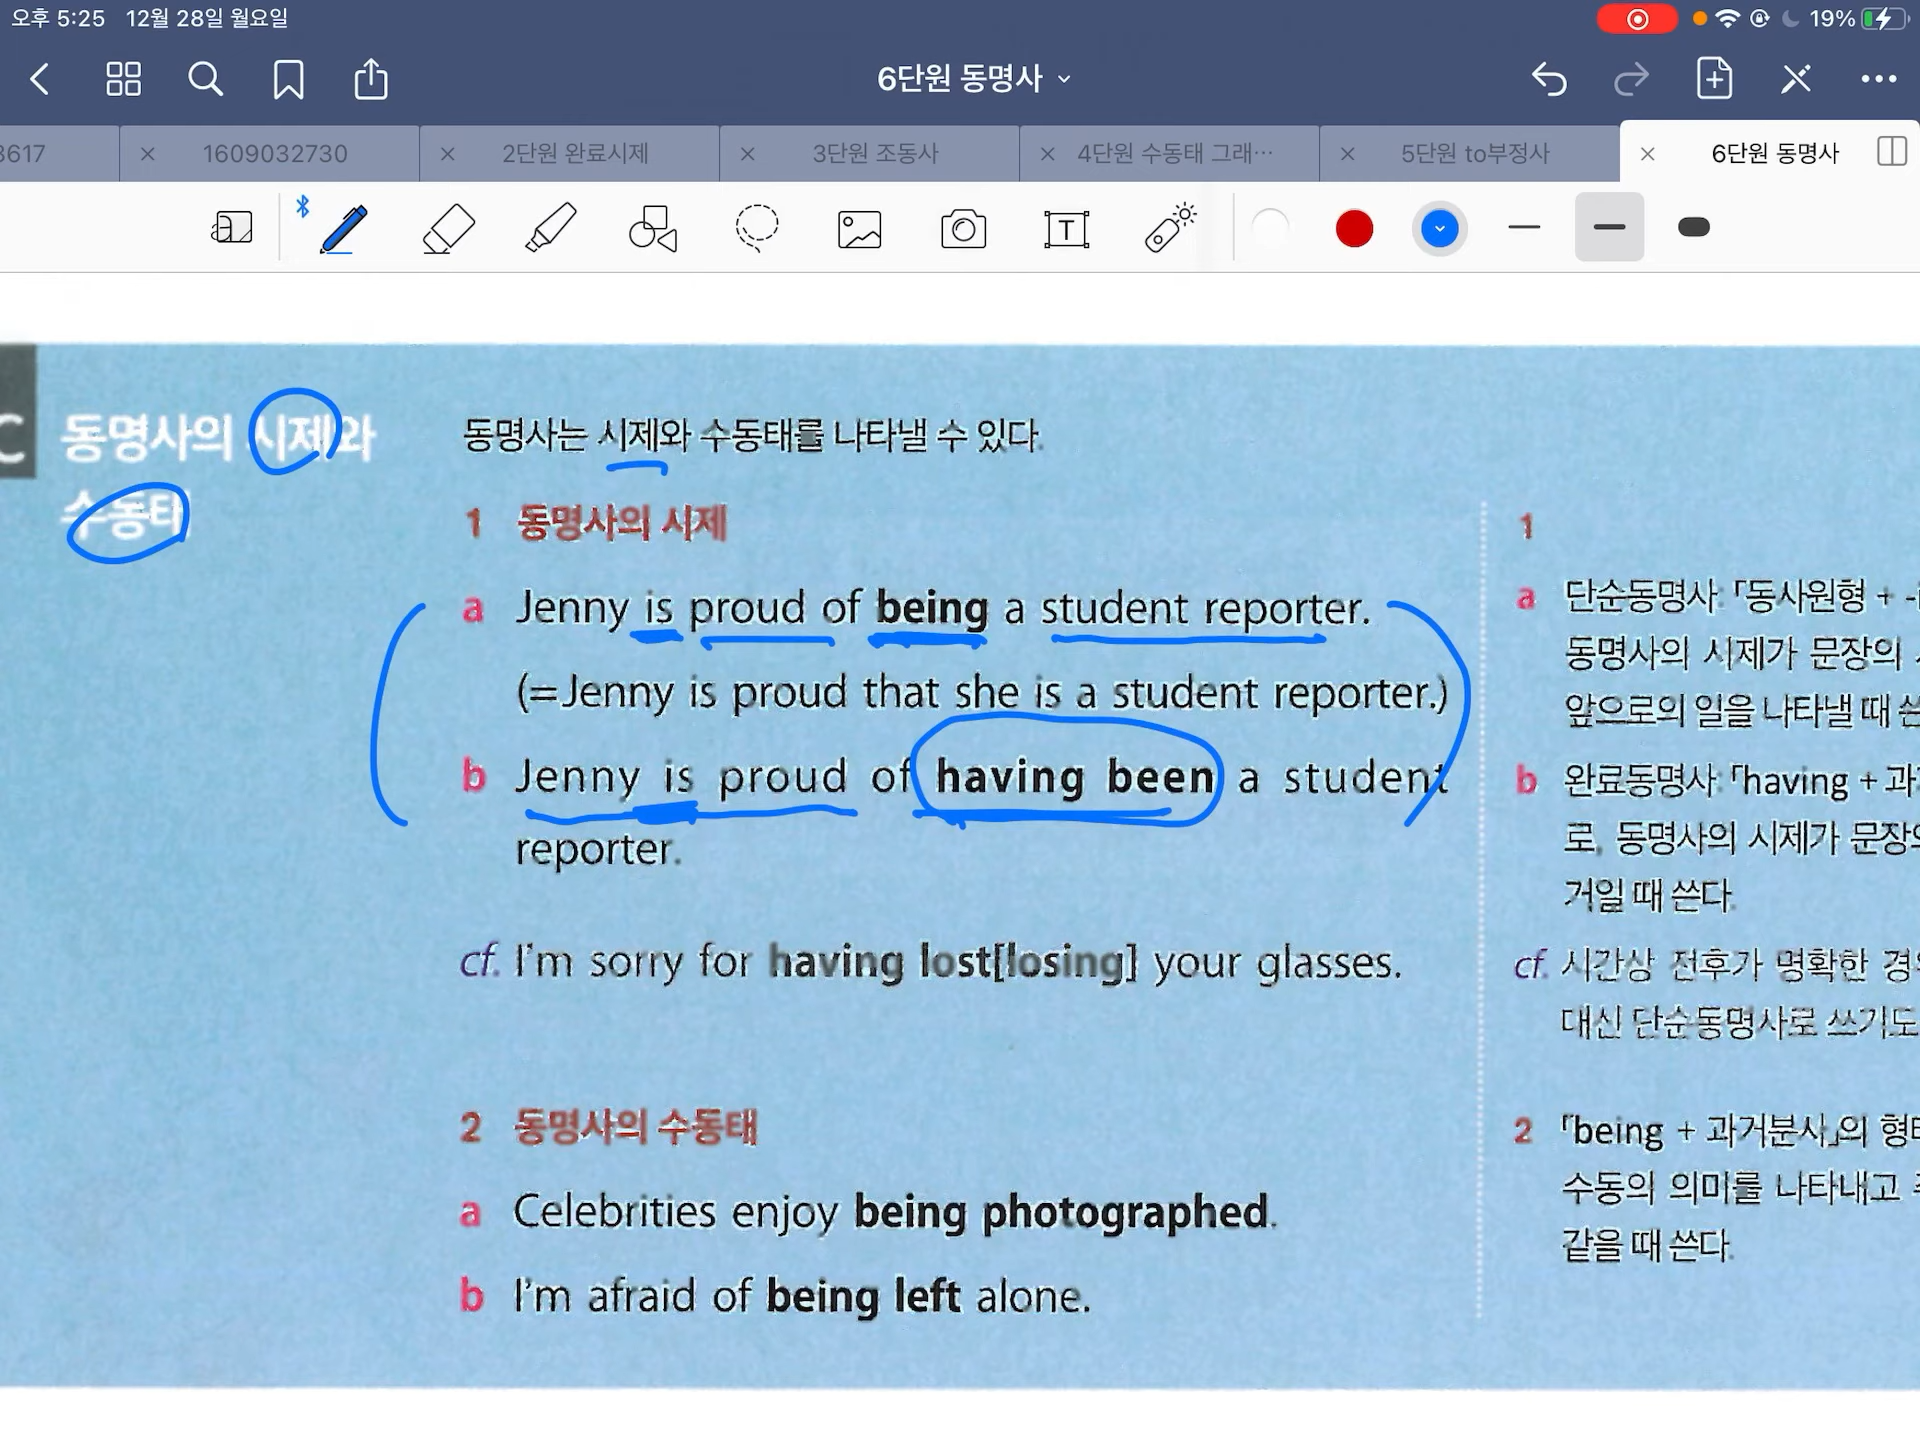 오후 5:25 12월 28일 월요일
19%
6단원 동명사
3617
1609032730
2단원 완료시제
3단원 조동사
4단원 수동태 그래…
5단원 to부정사
6단원 동명사
C 동명사의 시제와
수동태
동명사는 시제와 수동태를 나타낼 수 있다.
1 동명사의 시제
a Jenny is proud of being a student reporter.
(=Jenny is proud that she is a student reporter.)
b Jenny is proud of having been a student
reporter.
cf. I'm sorry for having lost[losing] your glasses.
2 동명사의 수동태
a Celebrities enjoy being photographed.
b I'm afraid of being left alone.
1
a 단순동명사: 「동사원형 + -i
동명사의 시제가 문장의
앞으로의 일을 나타낼 때 쓴
b 완료동명사: 「having + 과
로, 동명사의 시제가 문장의
거일 때 쓴다.
cf. 시간상 전후가 명확한 경우
대신 단순동명사로 쓰기도
2 「being + 과거분사」의 형태
수동의 의미를 나타내고
같을 때 쓴다.